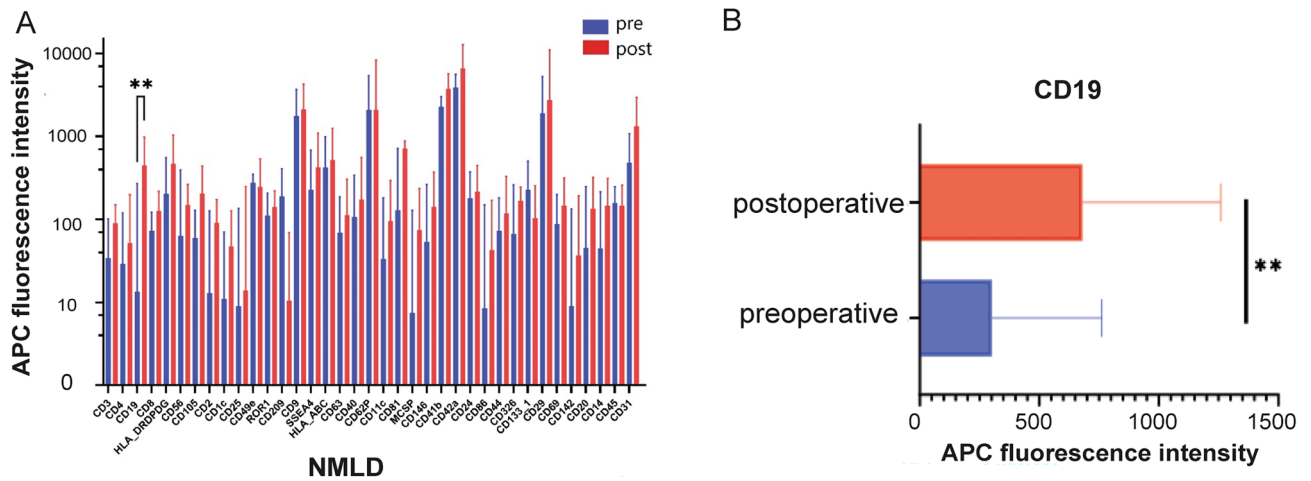 A
pre
post
APC fluorescence intensity
10000
1000
100
10
0
**
CD3
CD4
CD19
CD8
HLA_DRDPDG
CD56
CD105
CD2
CD1c
CD25
CD49e
ROR1
CD209
CD9
SSEA4
HLA_ABC
CD63
CD40
CD62P
CD11c
CD81
MCSP
CD146
CD41b
CD42a
CD24
CD86
CD44
CD326
CD133_1
CD29
CD69
CD142
CD20
CD14
CD45
CD31
NMLD
B
CD19
postoperative
preoperative
**
0
500
1000
1500
APC fluorescence intensity